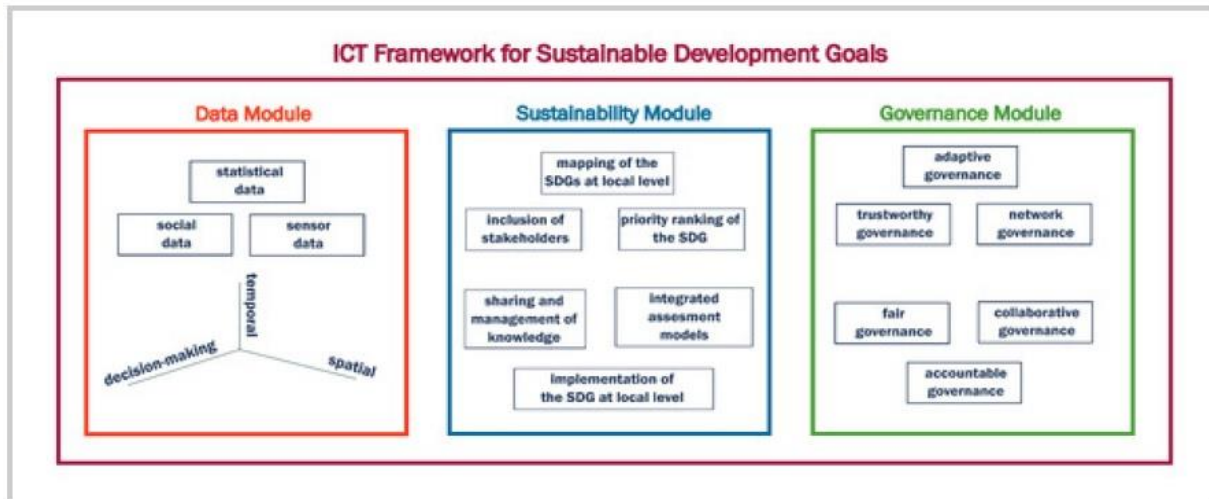 ICT Framework for Sustainable Development Goals
Data Module
statistical
data
social
data
sensor
data
temporal
decision-making
spatial
Sustainability Module
mapping of the
SDGs at local level
inclusion of
stakeholders
priority ranking of
the SDG
sharing and
management of
knowledge
integrated
assesment
models
implementation of
the SDG at local level
Governance Module
adaptive
governance
trustworthy
governance
network
governance
fair
governance
collaborative
governance
accountable
governance